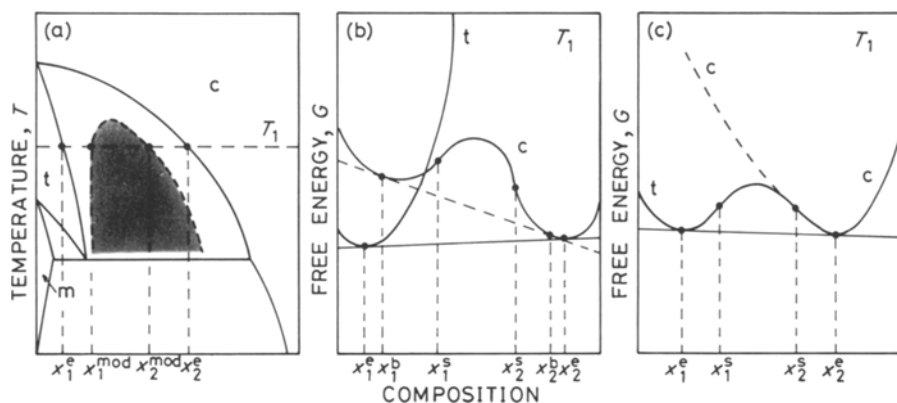 (a)
c
T₁
t
m
TEMPERATURE, T
x₁ᵉ x₁ᵐᵒᵈ x₂ᵐᵒᵈ x₂ᵉ
(b)
t
T₁
c
FREE ENERGY, G
x₁ᵉ x₁ᵇ x₁ˢ x₂ˢ x₂ᵇ x₂ᵉ
(c)
T₁
c
t
c
FREE ENERGY, G
x₁ᵉ x₁ˢ x₂ˢ x₂ᵉ
COMPOSITION